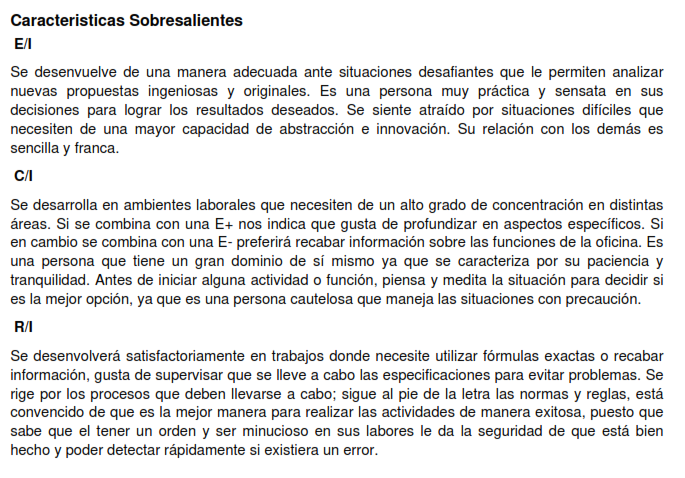 Caracteristicas Sobresalientes
E/I
Se desenvuelve de una manera adecuada ante situaciones desafiantes que le permiten analizar
nuevas propuestas ingeniosas y originales. Es una persona muy práctica y sensata en sus
decisiones para lograr los resultados deseados. Se siente atraído por situaciones difíciles que
necesiten de una mayor capacidad de abstracción e innovación. Su relación con los demás es
sencilla y franca.
C/I
Se desarrolla en ambientes laborales que necesiten de un alto grado de concentración en distintas
áreas. Si se combina con una E+ nos indica que gusta de profundizar en aspectos específicos. Si
en cambio se combina con una E- preferirá recabar información sobre las funciones de la oficina. Es
una persona que tiene un gran dominio de sí mismo ya que se caracteriza por su paciencia y
tranquilidad. Antes de iniciar alguna actividad o función, piensa y medita la situación para decidir si
es la mejor opción, ya que es una persona cautelosa que maneja las situaciones con precaución.
R/I
Se desenvolverá satisfactoriamente en trabajos donde necesite utilizar fórmulas exactas o recabar
información, gusta de supervisar que se lleve a cabo las especificaciones para evitar problemas. Se
rige por los procesos que deben llevarse a cabo; sigue al pie de la letra las normas y reglas, está
convencido de que es la mejor manera para realizar las actividades de manera exitosa, puesto que
sabe que el tener un orden y ser minucioso en sus labores le da la seguridad de que está bien
hecho y poder detectar rápidamente si existiera un error.